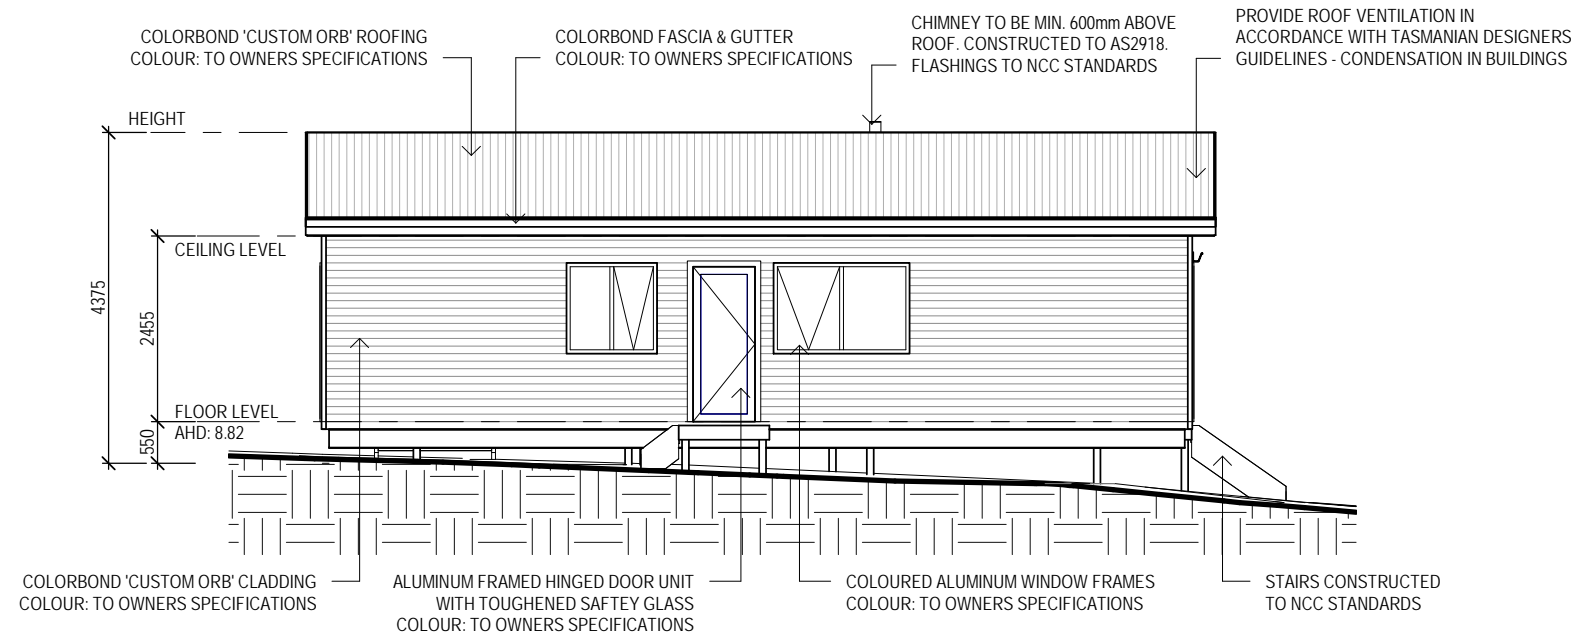 COLORBOND 'CUSTOM ORB' ROOFING
COLOUR: TO OWNERS SPECIFICATIONS
COLORBOND FASCIA & GUTTER
COLOUR: TO OWNERS SPECIFICATIONS
CHIMNEY TO BE MIN. 600mm ABOVE
ROOF. CONSTRUCTED TO AS2918.
FLASHINGS TO NCC STANDARDS
PROVIDE ROOF VENTILATION IN
ACCORDANCE WITH TASMANIAN DESIGNERS
GUIDELINES - CONDENSATION IN BUILDINGS
HEIGHT
CEILING LEVEL
4375
2455
FLOOR LEVEL
AHD: 8.82
550
COLORBOND 'CUSTOM ORB' CLADDING
COLOUR: TO OWNERS SPECIFICATIONS
ALUMINUM FRAMED HINGED DOOR UNIT
WITH TOUGHENED SAFTEY GLASS
COLOUR: TO OWNERS SPECIFICATIONS
COLOURED ALUMINUM WINDOW FRAMES
COLOUR: TO OWNERS SPECIFICATIONS
STAIRS CONSTRUCTED
TO NCC STANDARDS